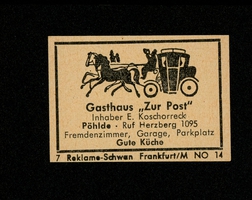 Gasthaus „Zur Post"
Inhaber E. Koschorreck
Pöhlde · Ruf Herzberg 1095
Fremdenzimmer, Garage, Parkplatz
Gute Küche
7 Reklame-Schwan Frankfurt/M NO 14